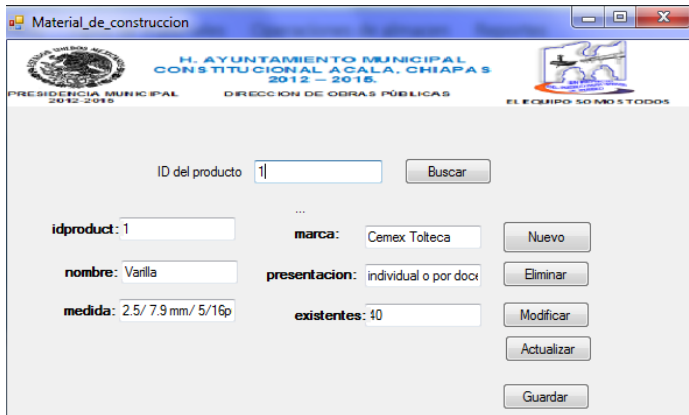 Material_de_construccion
H. AYUNTAMIENTO MUNICIPAL
CONSTITUCIONAL ACALA, CHIAPAS
2012 – 2015.
PRESIDENCIA MUNICIPAL
2012-2015
DIRECCION DE OBRAS PÚBLICAS
EL EQUIPO SOMOS TODOS
ID del producto 1 Buscar
...
idproduct: 1 marca: Cemex Tolteca Nuevo
nombre: Varilla presentacion: individual o por doce Eliminar
medida: 2.5/ 7.9 mm/ 5/16p existentes: 40 Modificar
Actualizar
Guardar